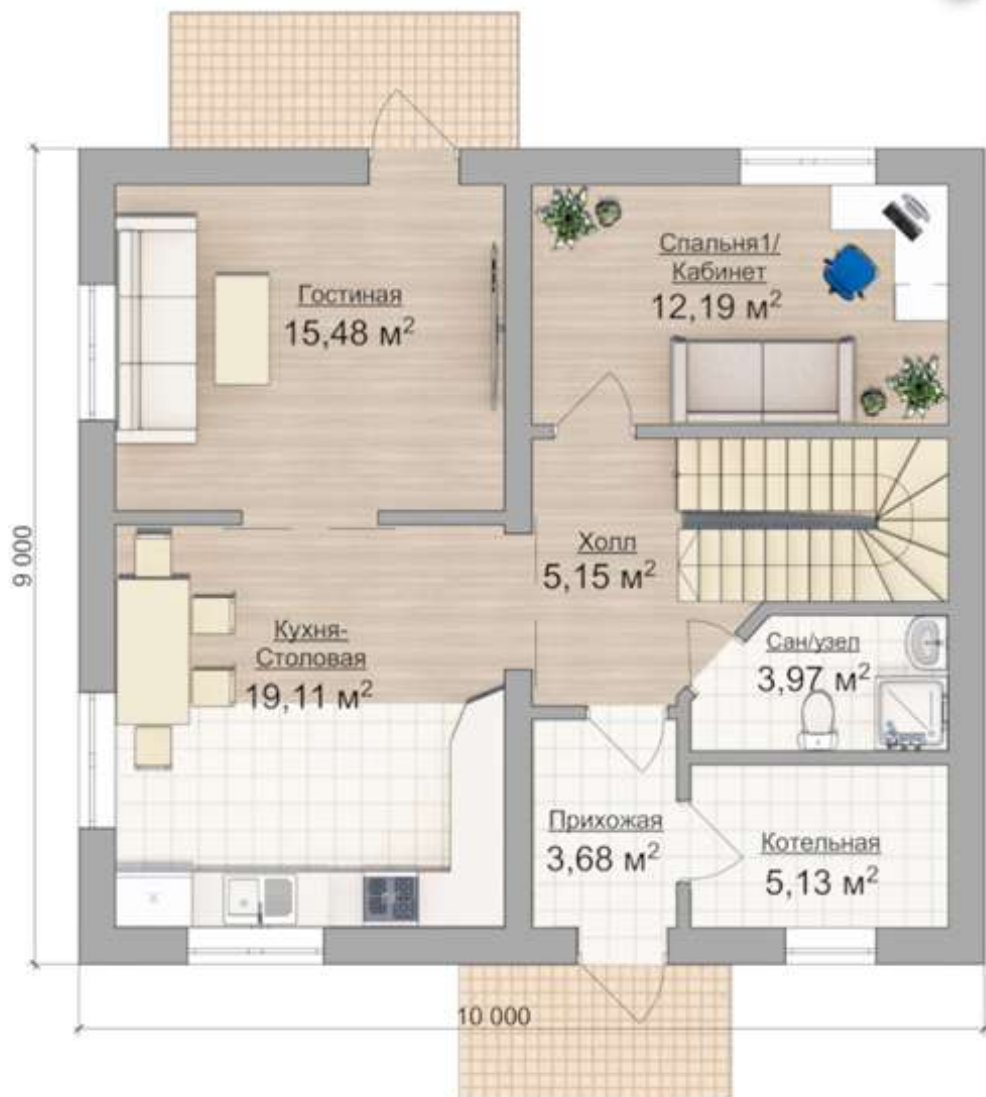 Гостиная
15,48 м²
Спальня1/
Кабинет
12,19 м²
9 000
Холл
5,15 м²
Кухня-
Столовая
19,11 м²
Сан/узел
3,97 м²
Прихожая
3,68 м²
Котельная
5,13 м²
10 000